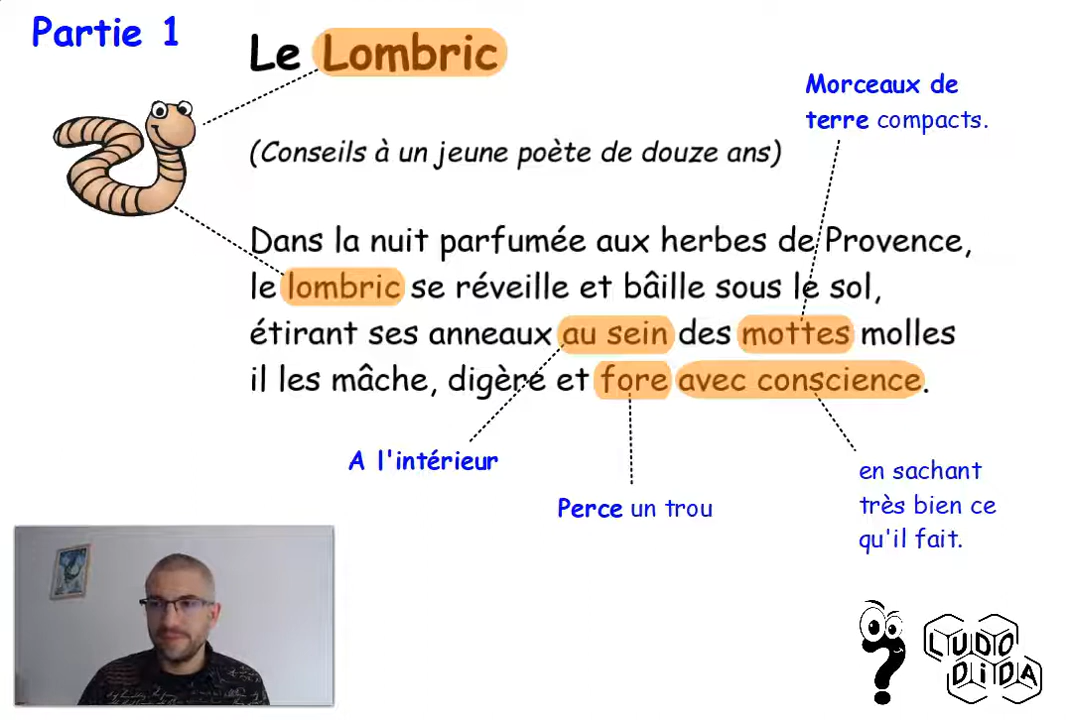 Partie 1
Le Lombric
Morceaux de
terre compacts.
(Conseils à un jeune poète de douze ans)
Dans la nuit parfumée aux herbes de Provence,
le lombric se réveille et bâille sous le sol,
étirant ses anneaux au sein des mottes molles
il les mâche, digère et fore avec conscience.
A l'intérieur
Perce un trou
en sachant
très bien ce
qu'il fait.
LUDO
DiDA